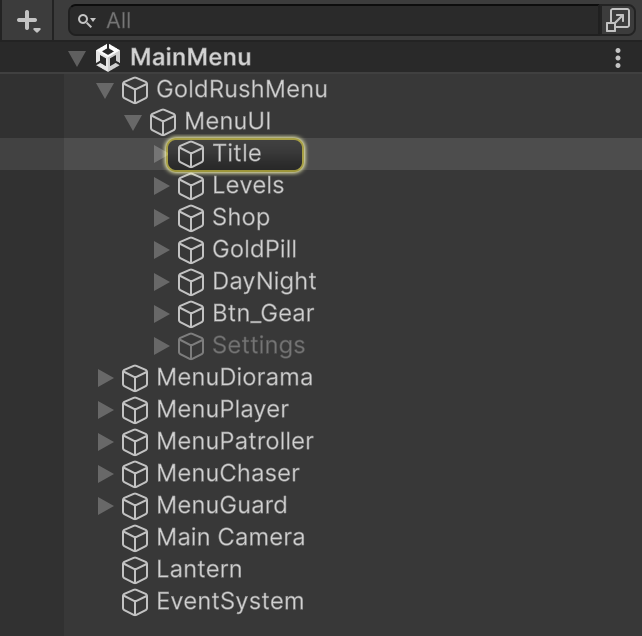 All
MainMenu
GoldRushMenu
MenuUI
Title
Levels
Shop
GoldPill
DayNight
Btn_Gear
Settings
MenuDiorama
MenuPlayer
MenuPatroller
MenuChaser
MenuGuard
Main Camera
Lantern
EventSystem